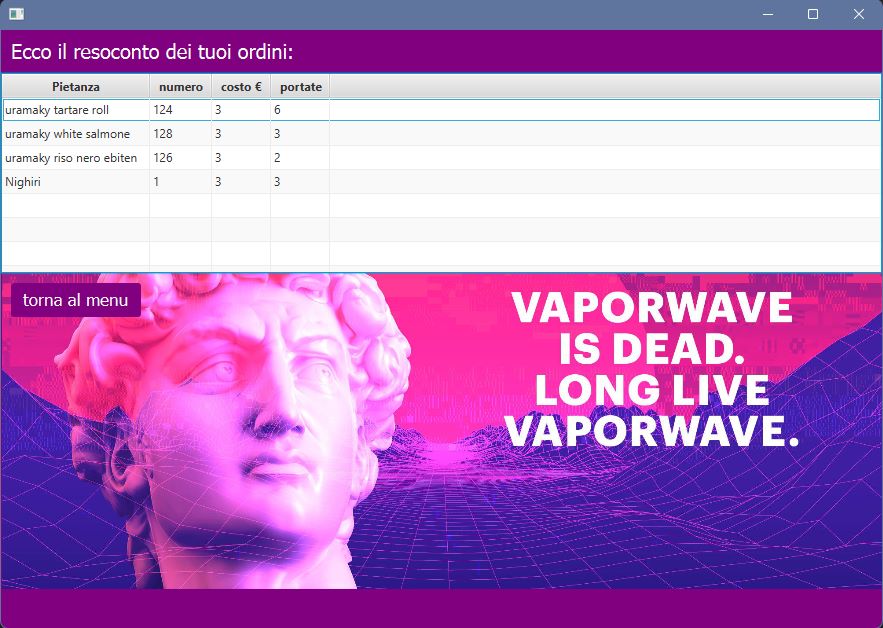 Ecco il resoconto dei tuoi ordini:
Pietanza numero costo € portate
uramaky tartare roll 124 3 6
uramaky white salmone 128 3 3
uramaky riso nero ebiten 126 3 2
Nighiri 1 3 3
torna al menu
VAPORWAVE
IS DEAD.
LONG LIVE
VAPORWAVE.